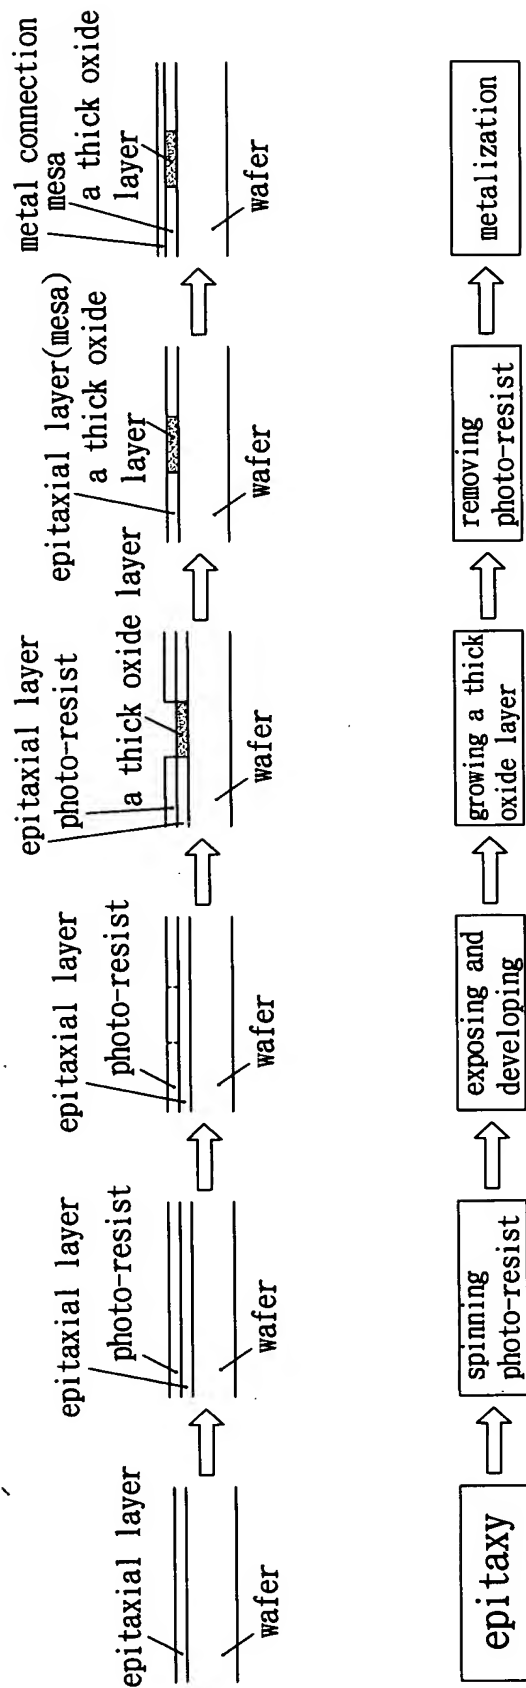 epitaxial layer
wafer
epitaxial layer
photo-resist
wafer
epitaxial layer
photo-resist
wafer
epitaxial layer
photo-resist
a thick oxide layer
wafer
epitaxial layer(mesa)
a thick oxide
layer
wafer
metal connection
mesa
a thick oxide
layer
wafer
epitaxy
spinning
photo-resist
exposing and
developing
growing a thick
oxide layer
removing
photo-resist
metalization